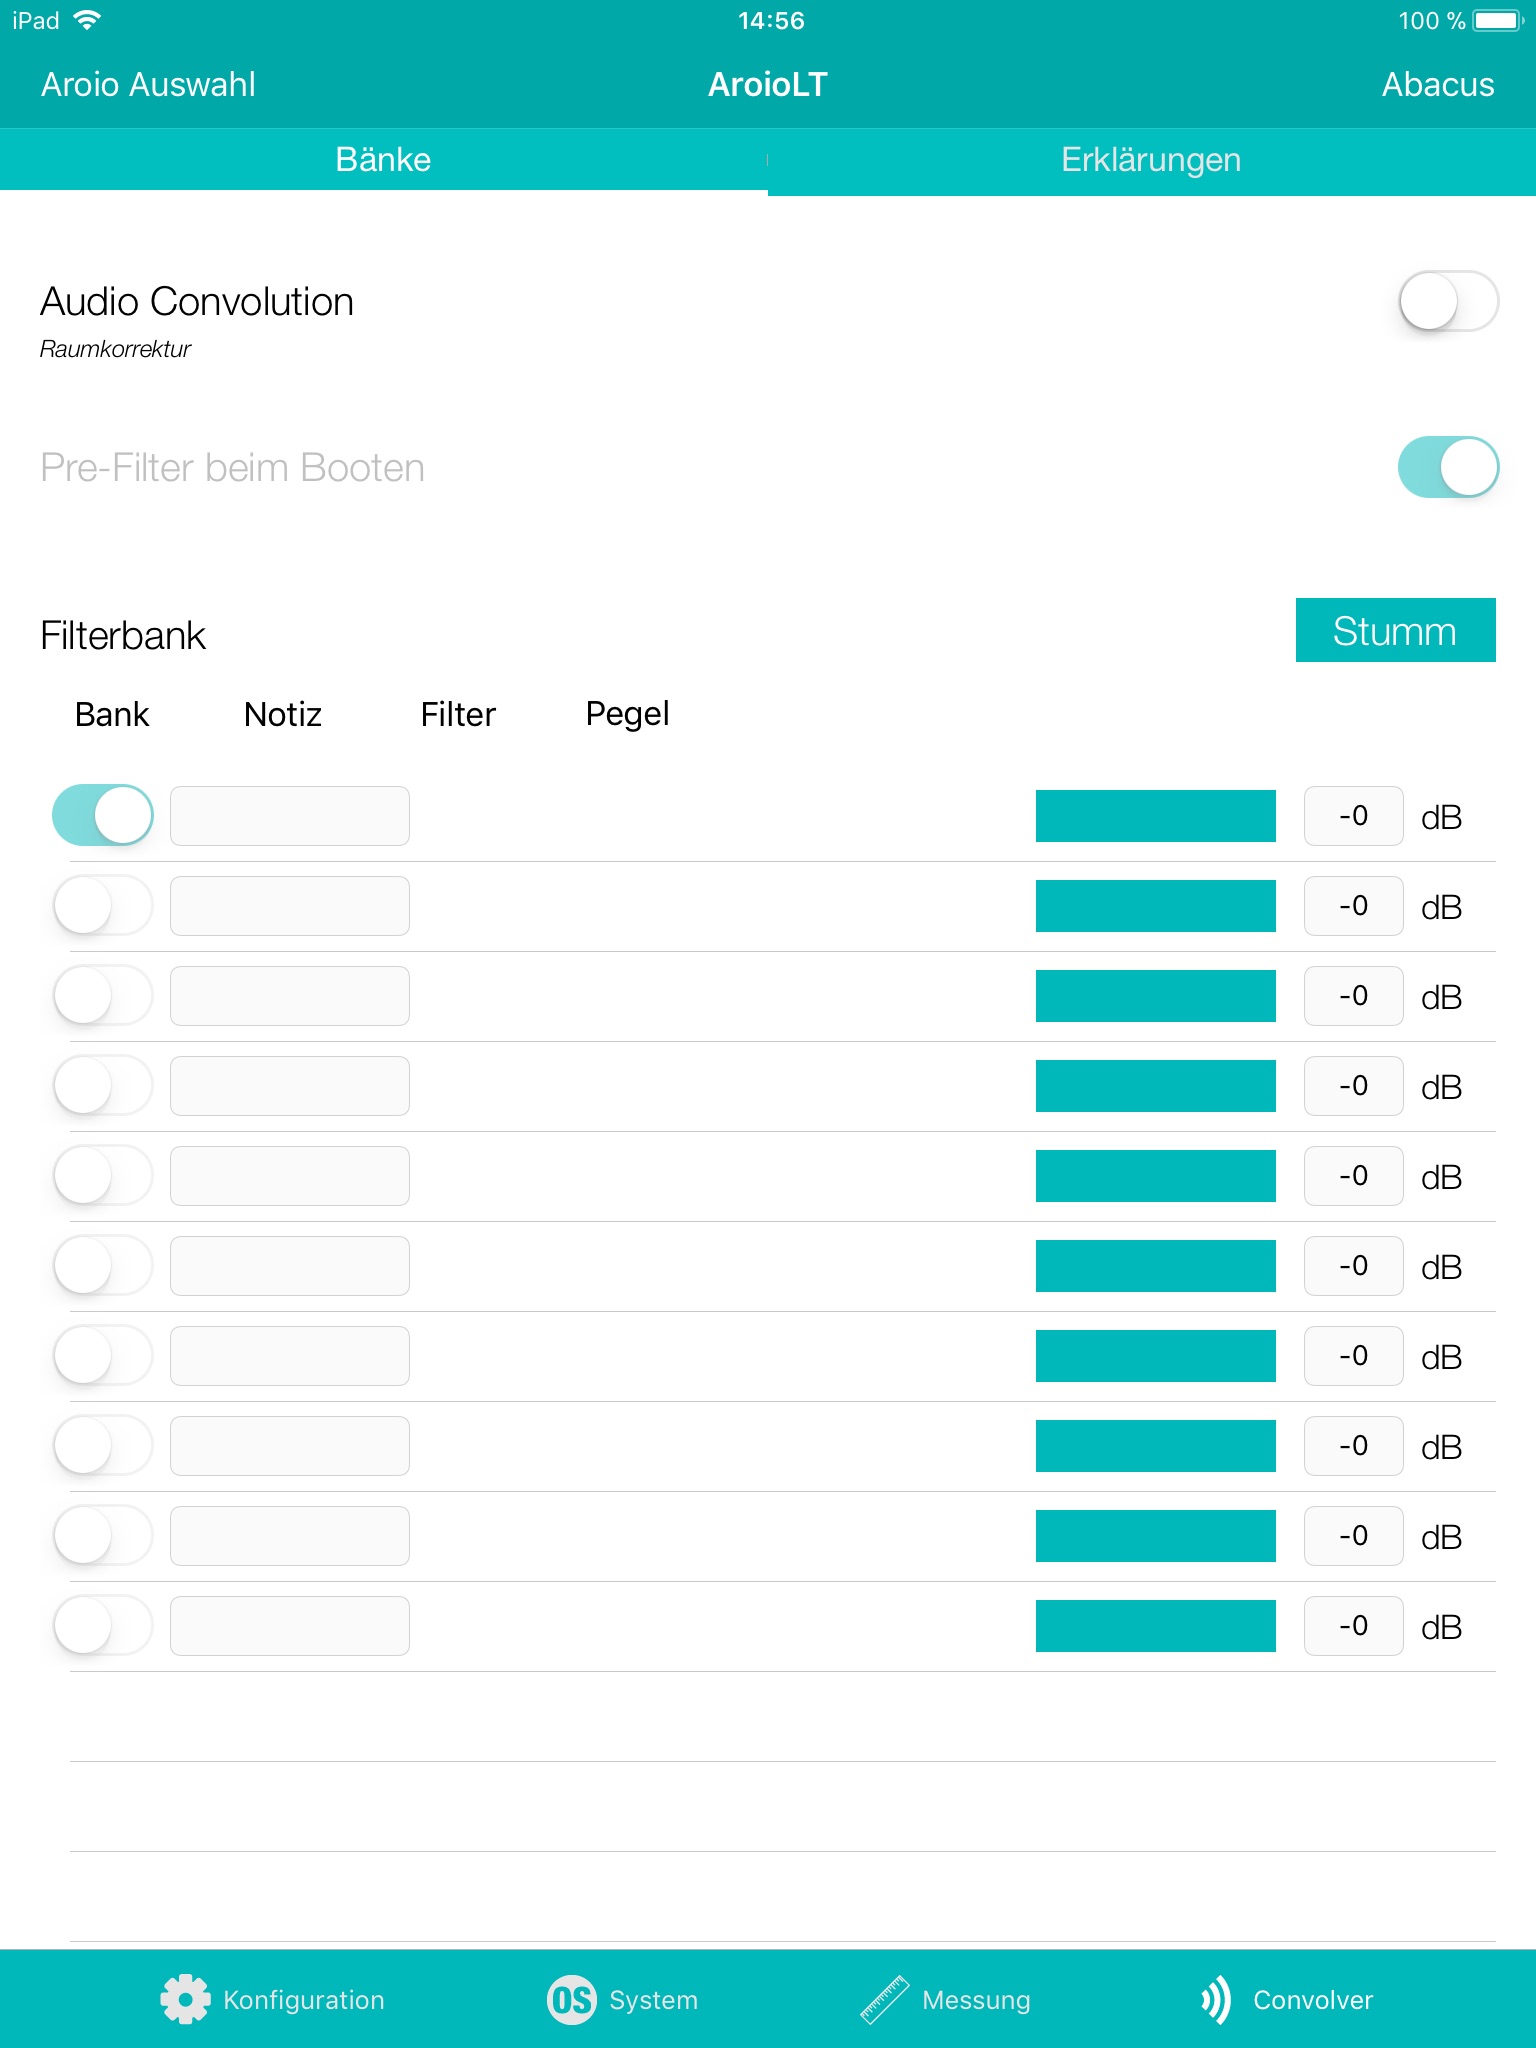 iPad 14:56 100 %
Aroio Auswahl AroioLT Abacus
Bänke Erklärungen
Audio Convolution
Raumkorrektur
Pre-Filter beim Booten
Filterbank Stumm
Bank Notiz Filter Pegel
-0 dB
-0 dB
-0 dB
-0 dB
-0 dB
-0 dB
-0 dB
-0 dB
-0 dB
-0 dB
Konfiguration OS System Messung Convolver